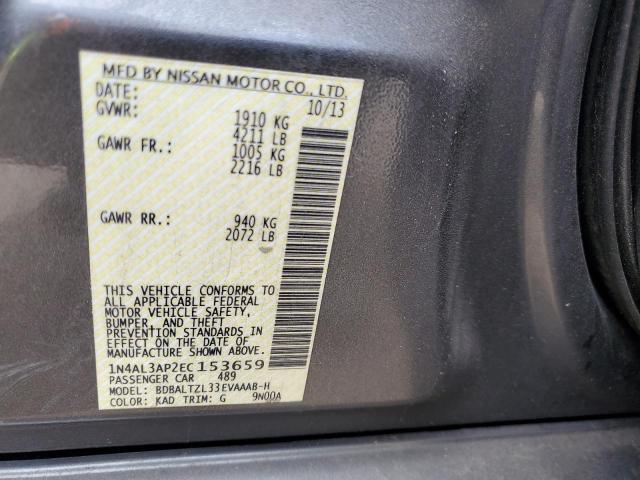 MFD BY NISSAN MOTOR CO., LTD.
DATE: 10/13
GVWR: 1910 KG
4211 LB
GAWR FR.: 1005 KG
2216 LB
GAWR RR.: 940 KG
2072 LB
THIS VEHICLE CONFORMS TO
ALL APPLICABLE FEDERAL
MOTOR VEHICLE SAFETY,
BUMPER, AND THEFT
PREVENTION STANDARDS IN
EFFECT ON THE DATE OF
MANUFACTURE SHOWN ABOVE.
1N4AL3AP2EC153659
PASSENGER CAR 489
MODEL: BDBALTZL33EVAAAB-H
COLOR: KAD TRIM: G 9N00A